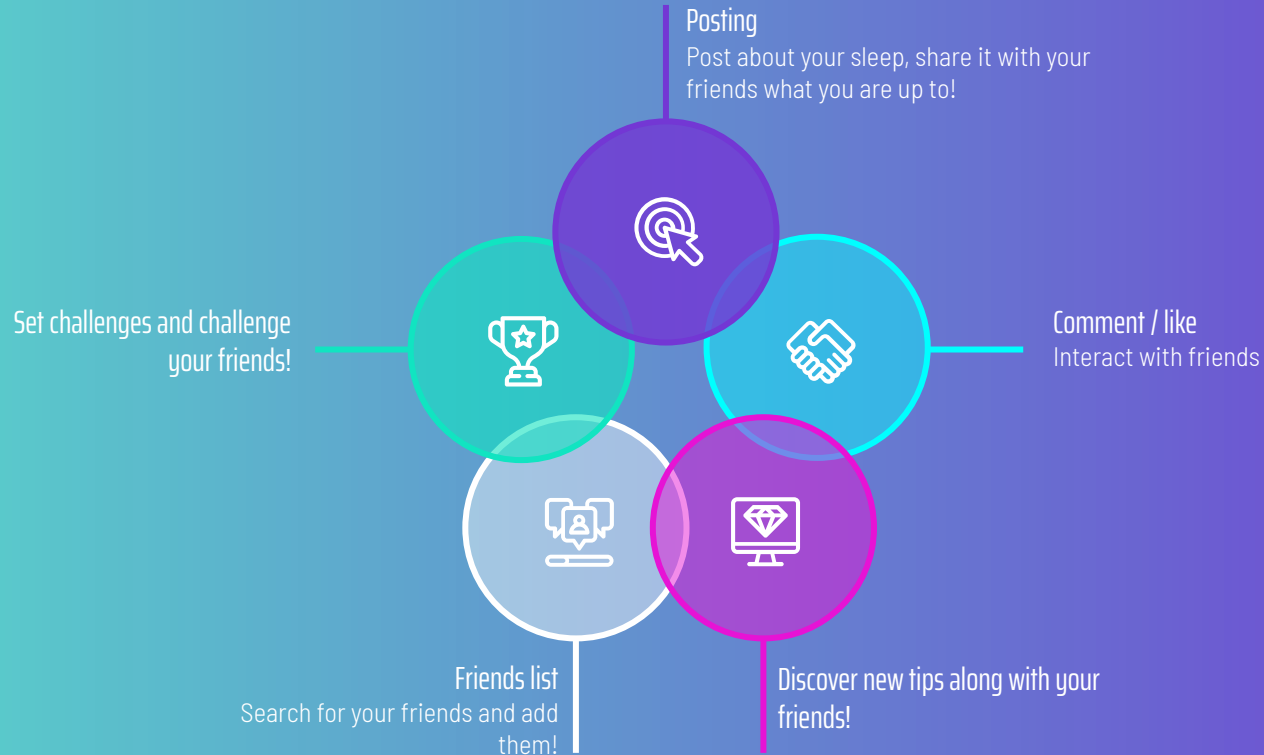 Posting
Post about your sleep, share it with your
friends what you are up to!
Set challenges and challenge
your friends!
Comment / like
Interact with friends
Friends list
Search for your friends and add
them!
Discover new tips along with your
friends!